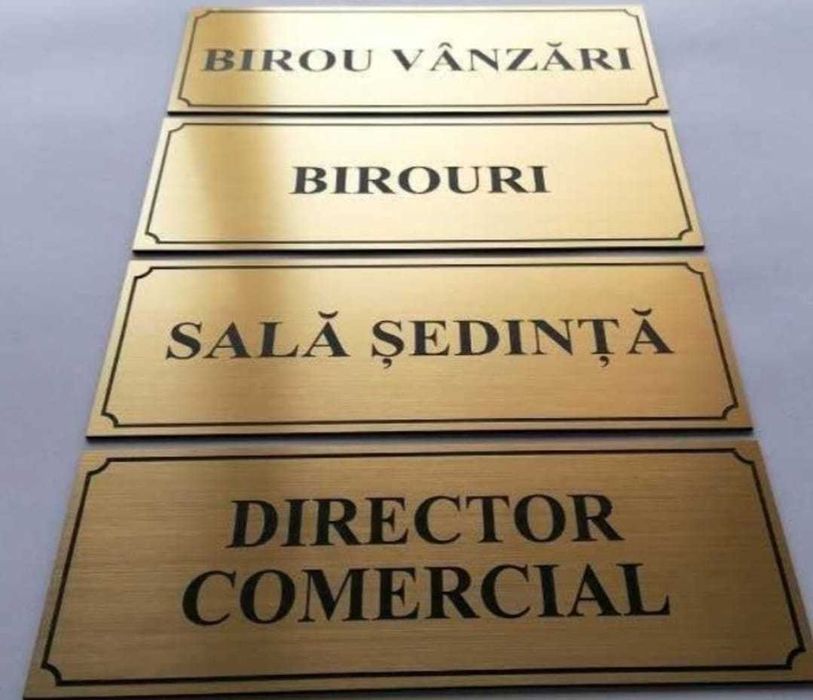 BIROU VÂNZĂRI
BIROURI
SALĂ ȘEDINȚĂ
DIRECTOR
COMERCIAL